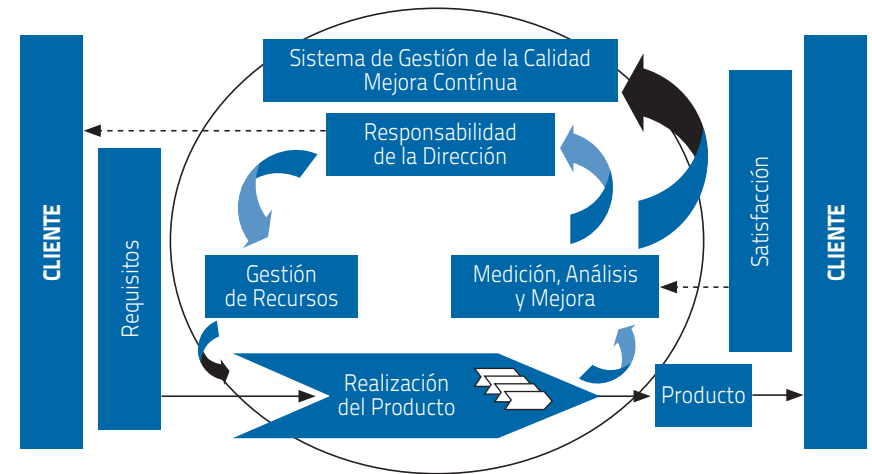 Sistema de Gestión de la Calidad
Mejora Contínua
Responsabilidad
de la Dirección
CLIENTE
Requisitos
Gestión
de Recursos
Medición, Análisis
y Mejora
Satisfacción
CLIENTE
Realización
del Producto
Producto